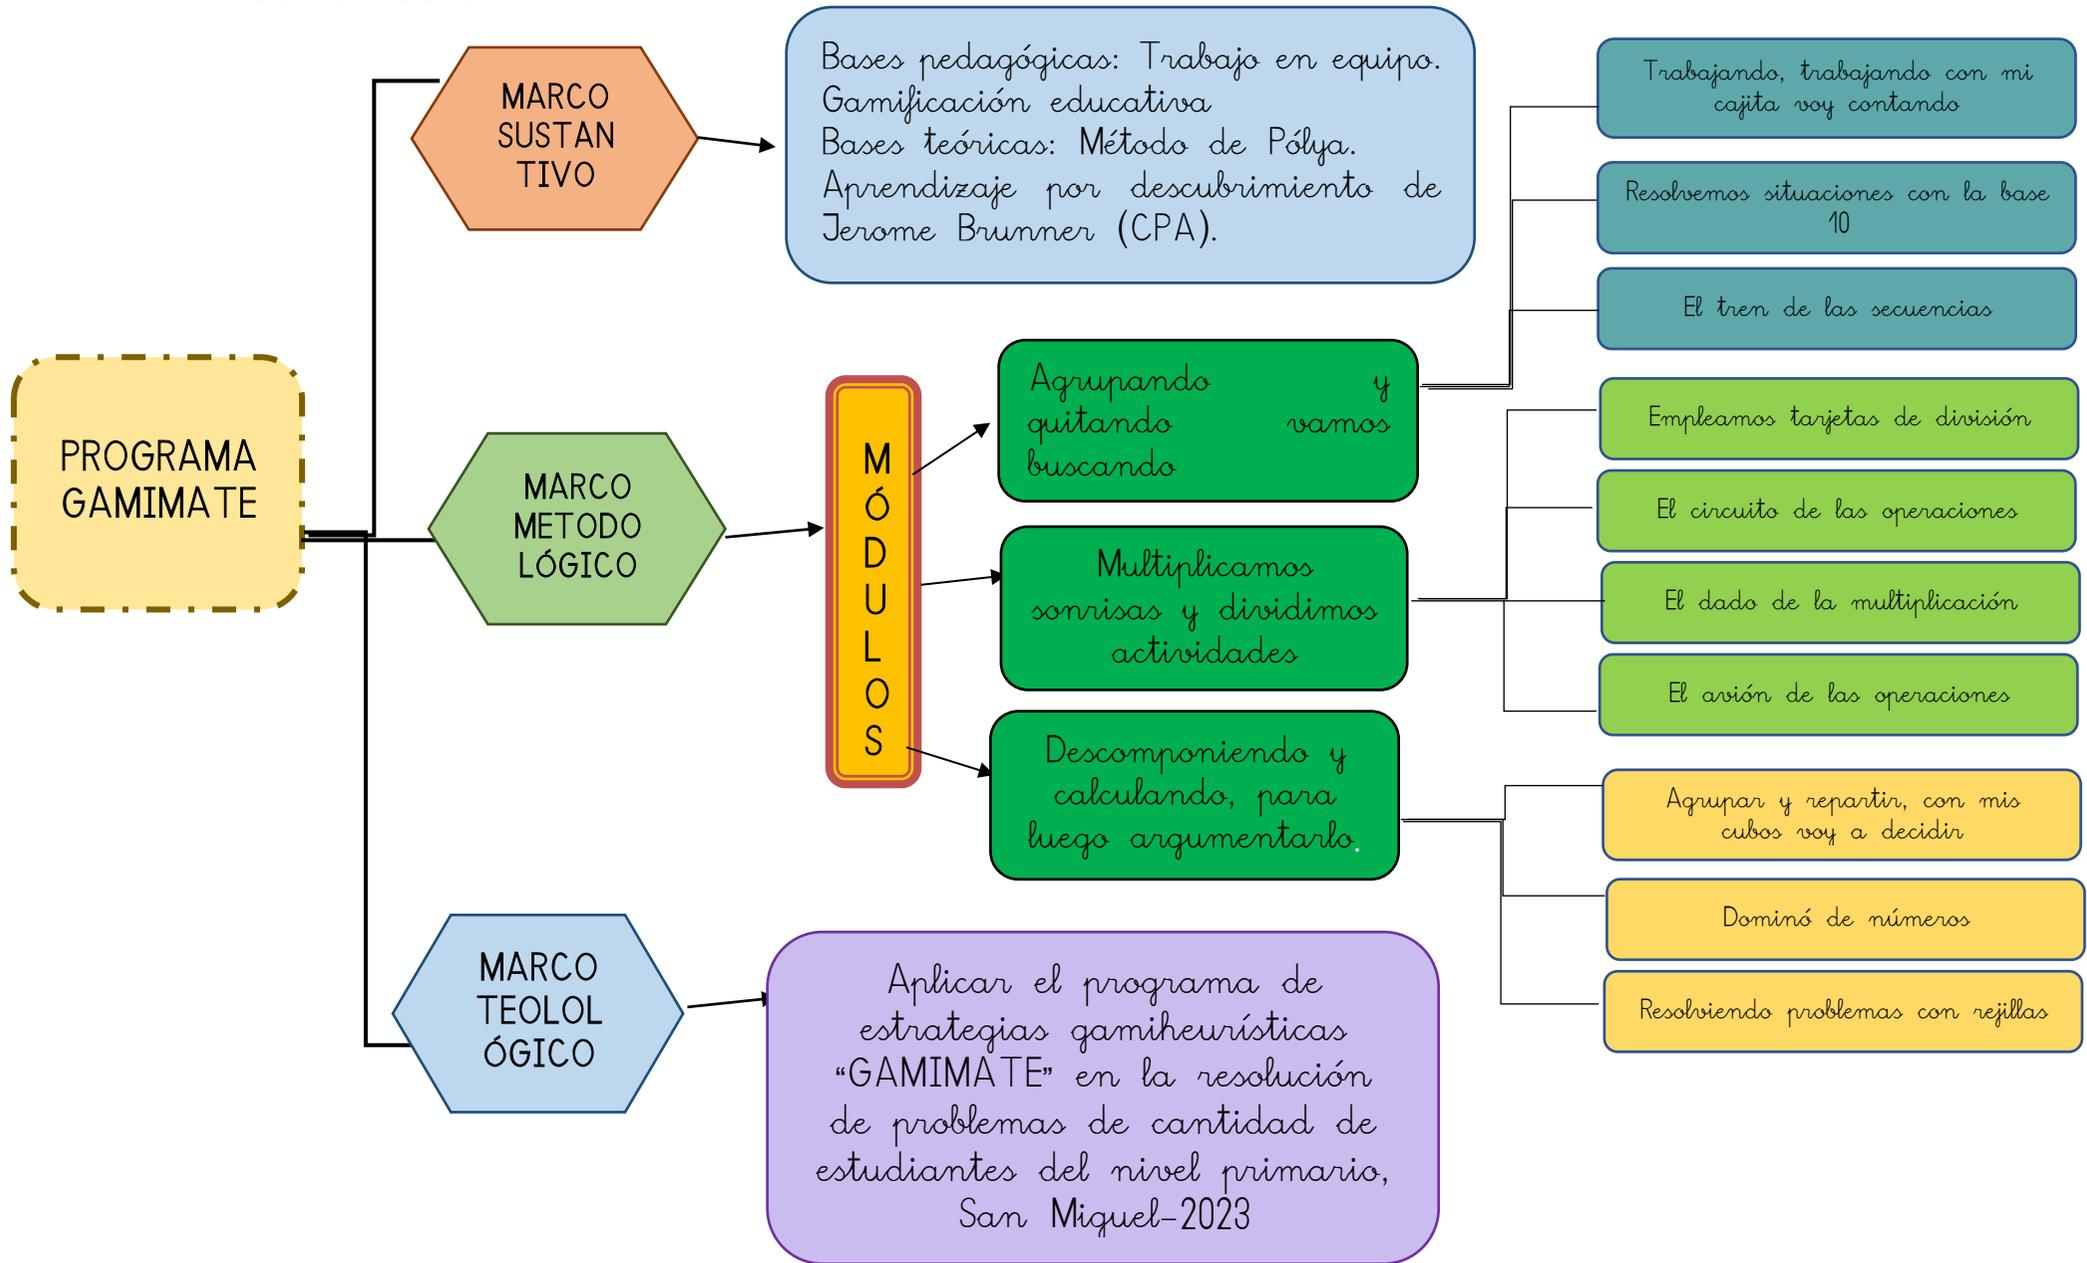 PROGRAMA
GAMIMATE
MARCO
SUSTAN
TIVO
Bases pedagógicas: Trabajo en equipo.
Gamificación educativa
Bases teóricas: Método de Pólya.
Aprendizaje por descubrimiento de
Jerome Brunner (CPA).
MARCO
METODO
LÓGICO
M
Ó
D
U
L
O
S
Agrupando y
quitando vamos
buscando
Trabajando, trabajando con mi
cajita voy contando
Resolvemos situaciones con la base
10
El tren de las secuencias
Multiplicamos
sonrisas y dividimos
actividades
Empleamos tarjetas de división
El circuito de las operaciones
El dado de la multiplicación
El avión de las operaciones
Descomponiendo y
calculando, para
luego argumentarlo.
Agrupar y repartir, con mis
cubos voy a decidir
Dominó de números
Resolviendo problemas con rejillas
MARCO
TEOLOL
ÓGICO
Aplicar el programa de
estrategias gamiheurísticas
“GAMIMATE” en la resolución
de problemas de cantidad de
estudiantes del nivel primario,
San Miguel-2023